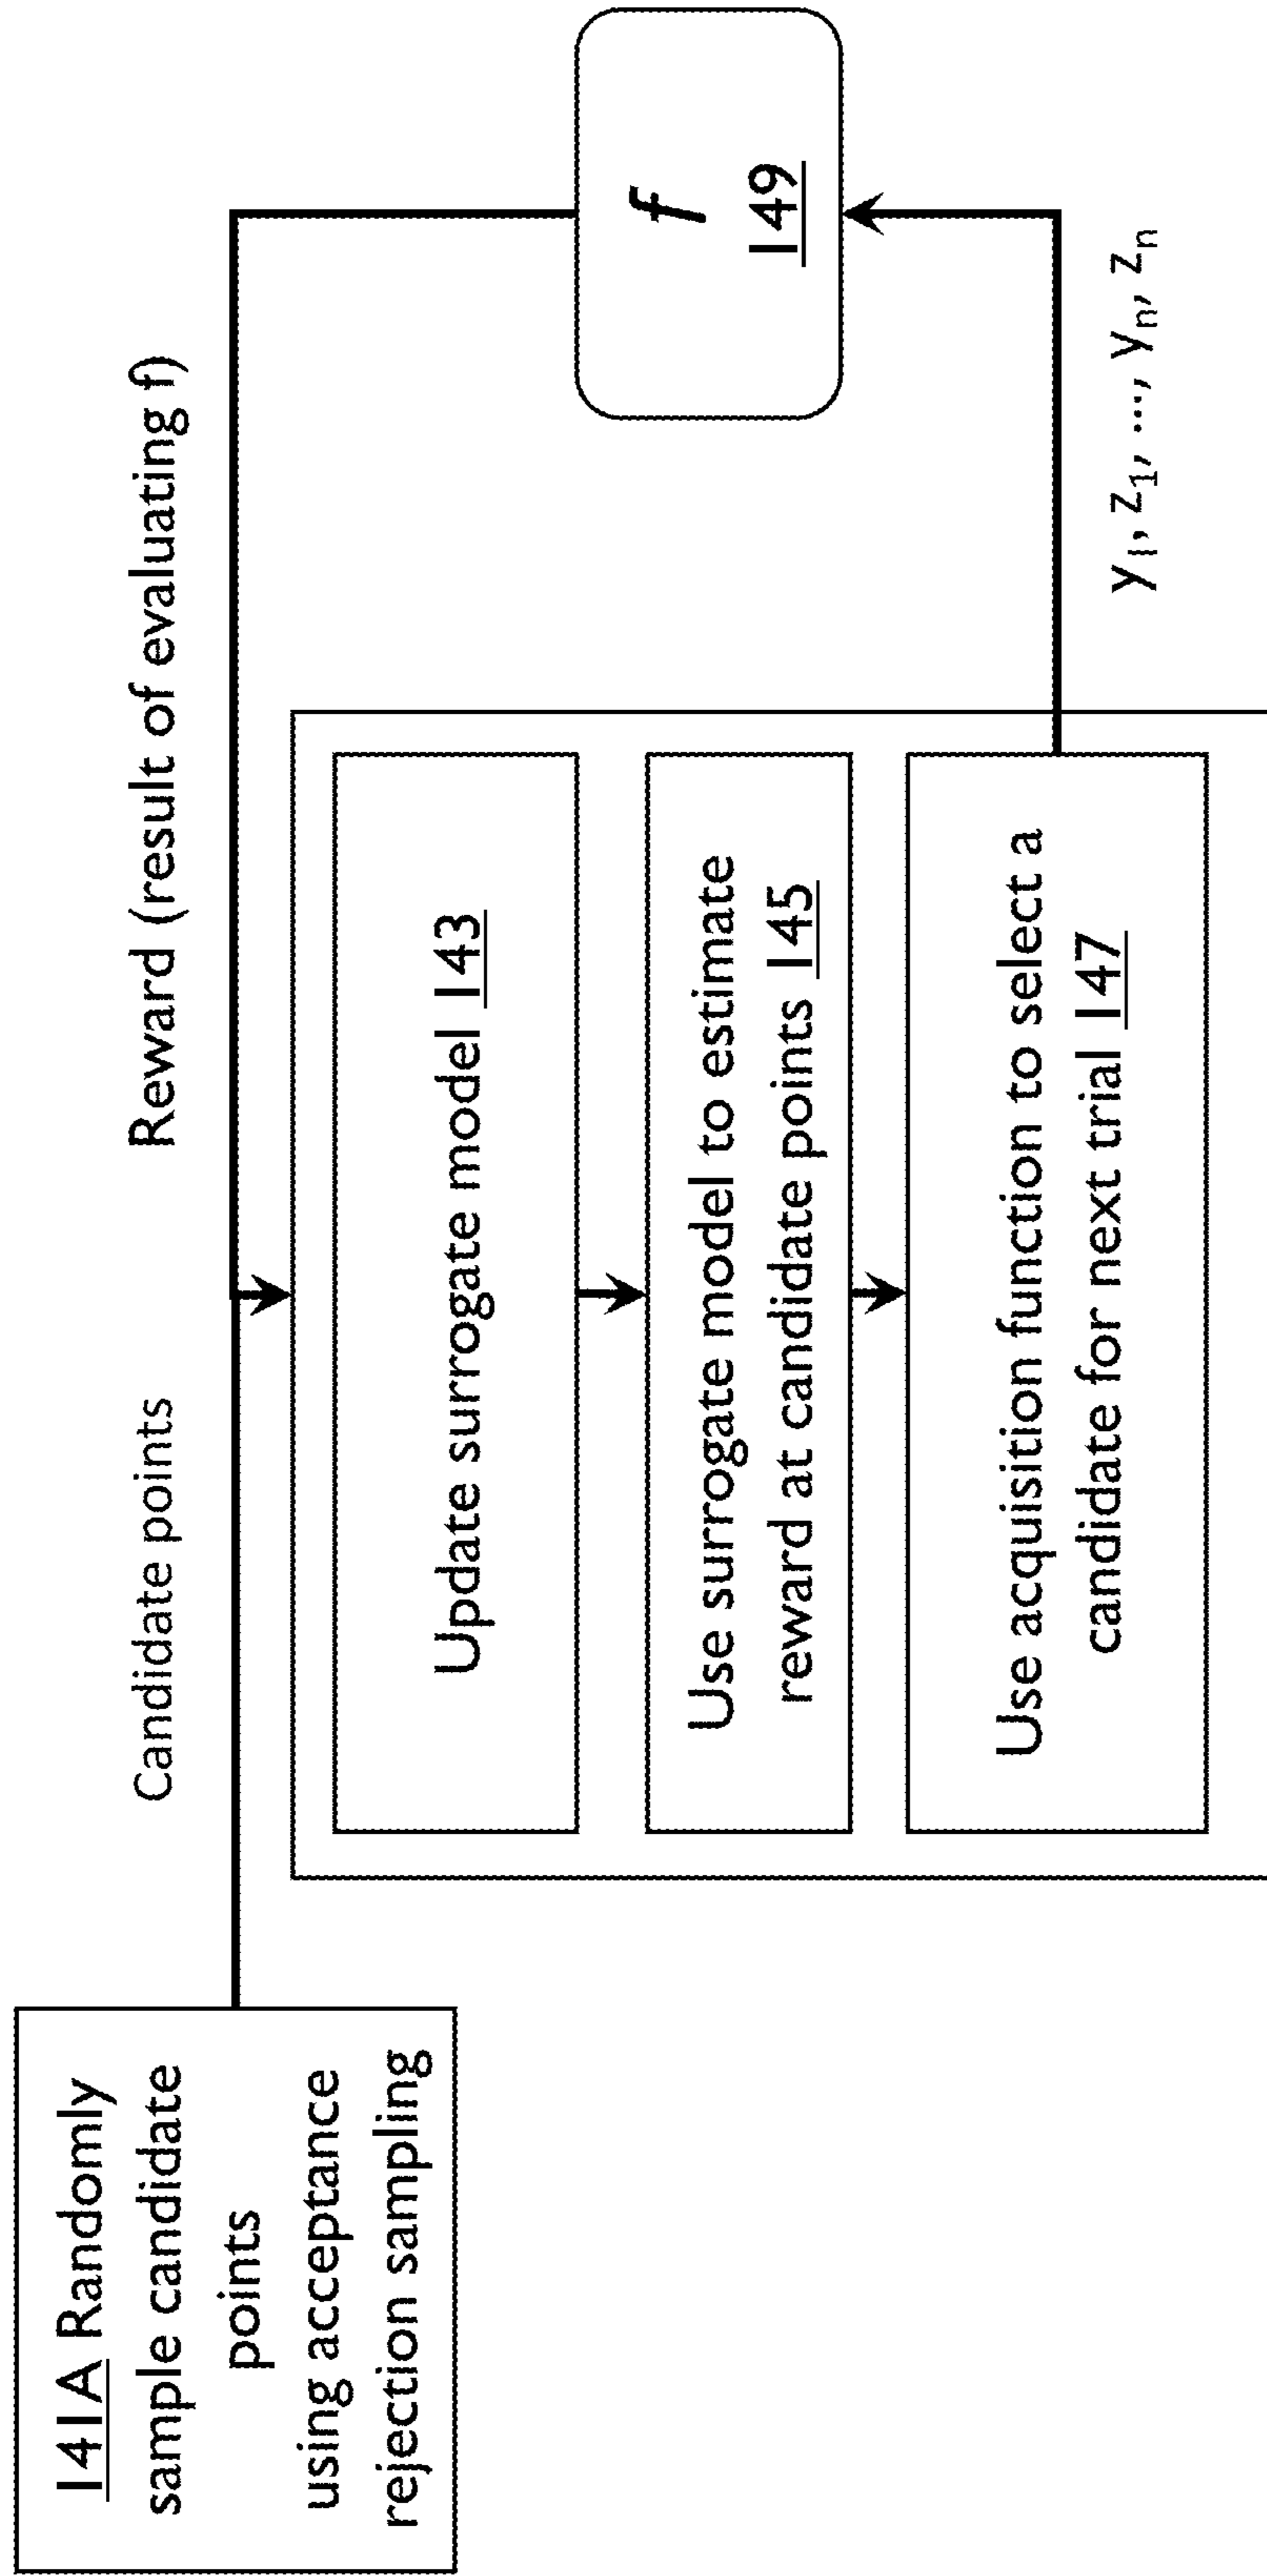 141A Randomly
sample candidate
points
using acceptance
rejection sampling
Candidate points
Reward (result of evaluating f)
Update surrogate model 143
Use surrogate model to estimate
reward at candidate points 145
Use acquisition function to select a
candidate for next trial 147
f
149
y₁, z₁, ..., yₙ, zₙ